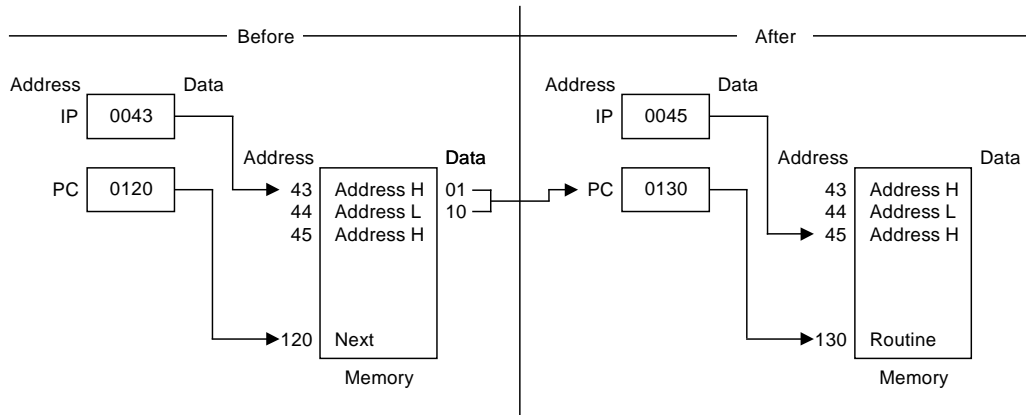 Before
After
Address Data
IP 0043
Address Data
PC 0120
43 Address H 01
44 Address L 10
45 Address H
120 Next
Memory
Address Data
IP 0045
Address Data
PC 0130
43 Address H
44 Address L
45 Address H
130 Routine
Memory